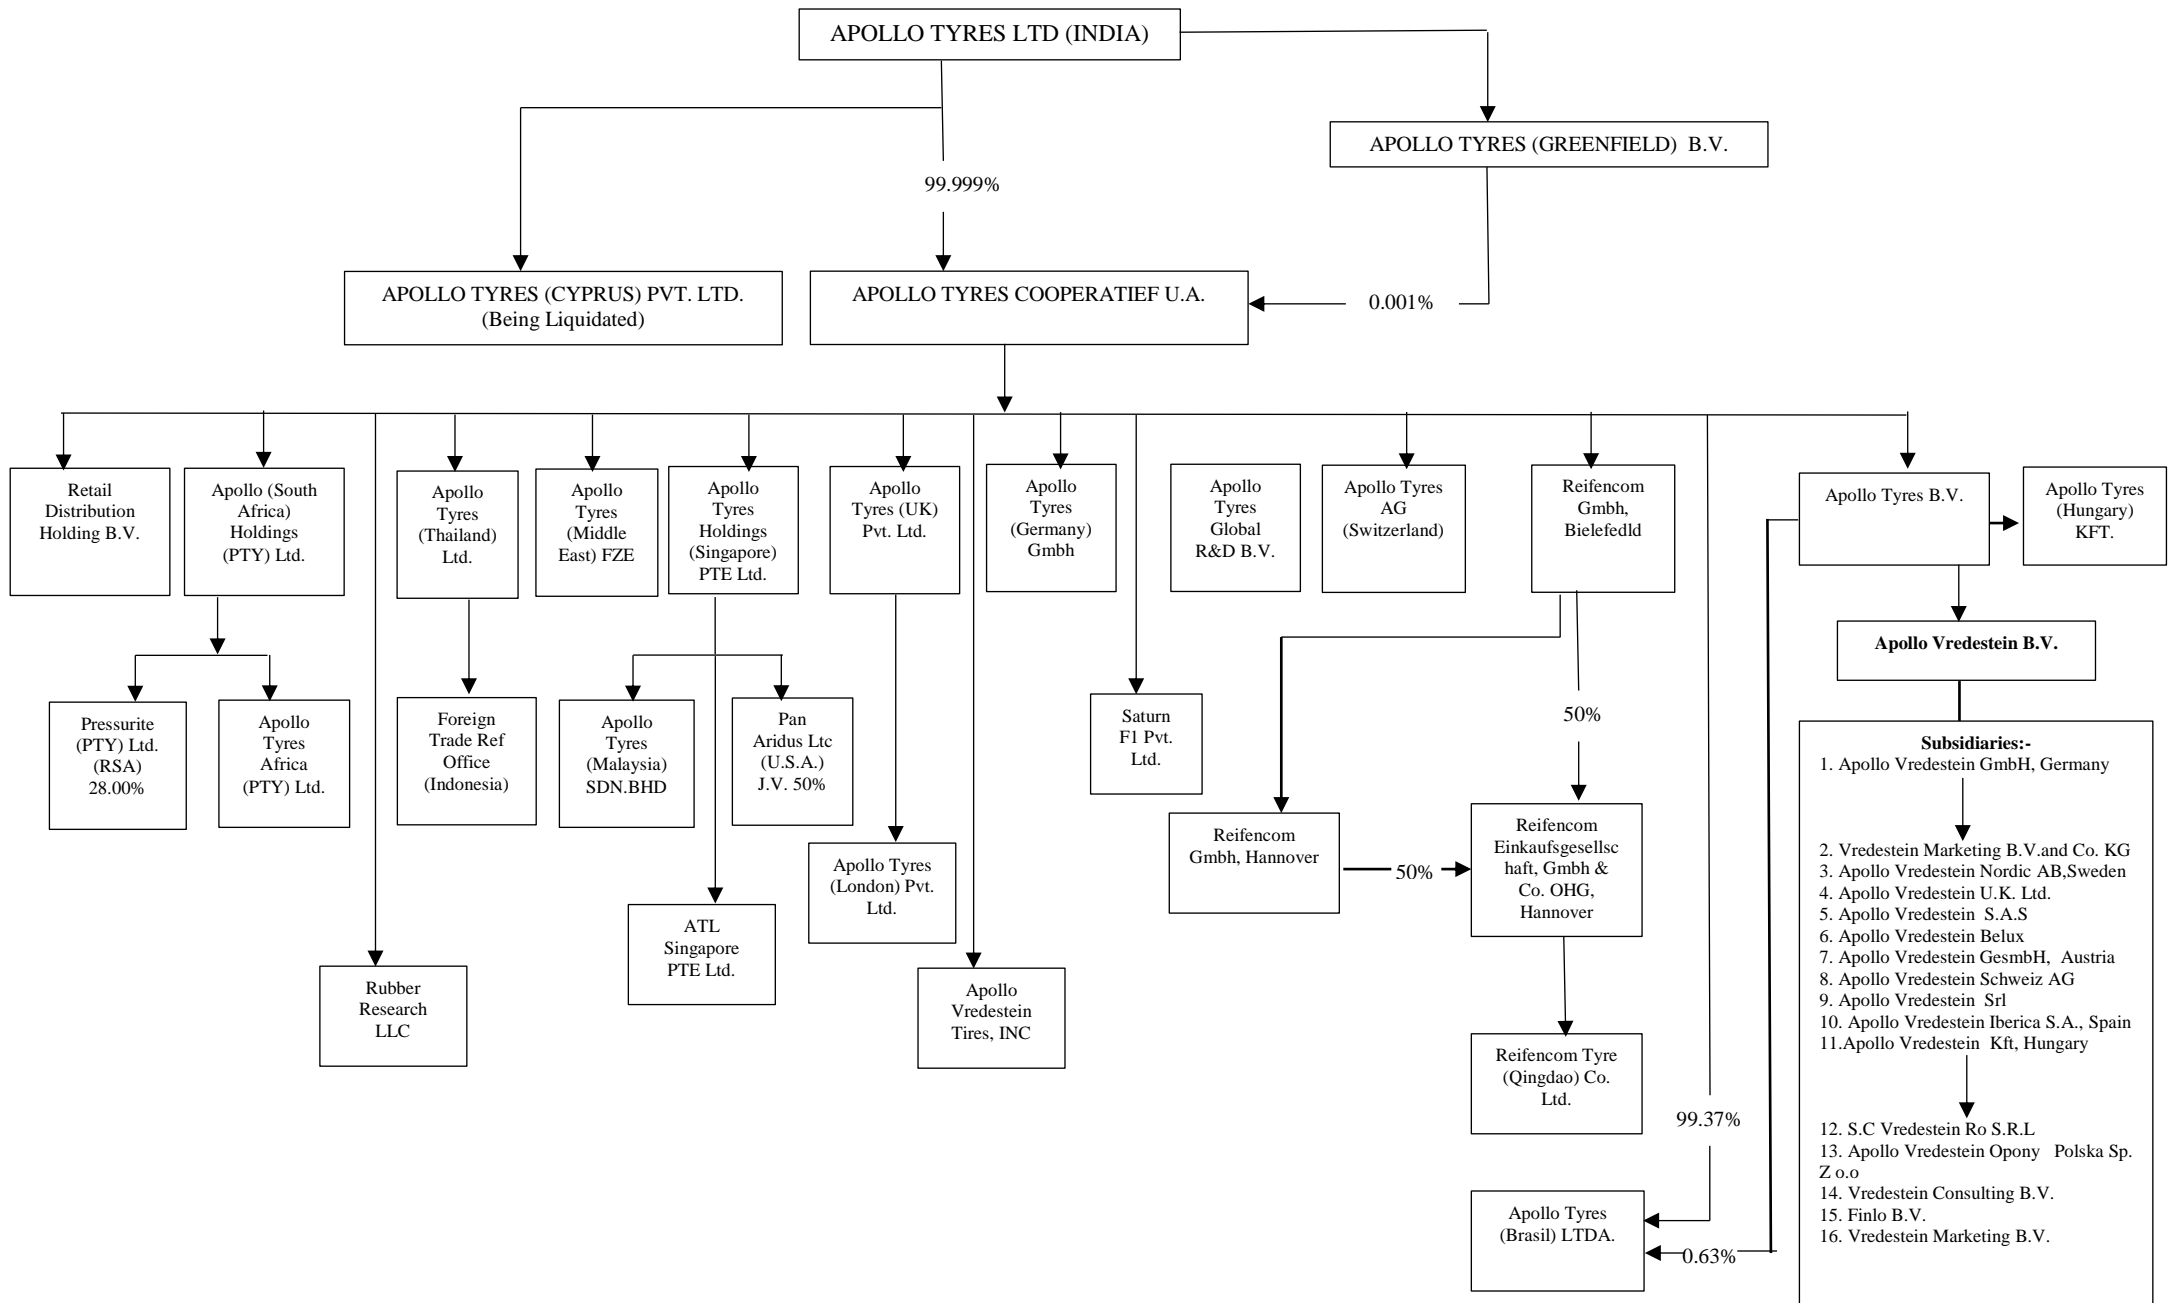 APOLLO TYRES LTD (INDIA)
APOLLO TYRES (GREENFIELD) B.V.
99.999%
APOLLO TYRES (CYPRUS) PVT. LTD.
(Being Liquidated)
APOLLO TYRES COOPERATIEF U.A.
0.001%
Retail
Distribution
Holding B.V.
Apollo (South
Africa)
Holdings
(PTY) Ltd.
Apollo
Tyres
(Thailand)
Ltd.
Apollo
Tyres
(Middle
East) FZE
Apollo
Tyres
Holdings
(Singapore)
PTE Ltd.
Apollo
Tyres (UK)
Pvt. Ltd.
Apollo
Tyres
(Germany)
Gmbh
Apollo
Tyres
Global
R&D B.V.
Apollo Tyres
AG
(Switzerland)
Reifencom
Gmbh,
Bielefedld
Apollo Tyres B.V.
Apollo Tyres
(Hungary)
KFT.
Apollo Vredestein B.V.
Pressurite
(PTY) Ltd.
(RSA)
28.00%
Apollo
Tyres
Africa
(PTY) Ltd.
Foreign
Trade Ref
Office
(Indonesia)
Apollo
Tyres
(Malaysia)
SDN.BHD
Pan
Aridus Ltc
(U.S.A.)
J.V. 50%
Saturn
F1 Pvt.
Ltd.
50%
Reifencom
Gmbh, Hannover
50%
Reifencom
Einkaufsgesellsc
haft, Gmbh &
Co. OHG,
Hannover
Apollo Tyres
(London) Pvt.
Ltd.
ATL
Singapore
PTE Ltd.
Rubber
Research
LLC
Apollo
Vredestein
Tires, INC
Reifencom Tyre
(Qingdao) Co.
Ltd.
99.37%
Apollo Tyres
(Brasil) LTDA.
0.63%
Subsidiaries:-
1. Apollo Vredestein GmbH, Germany
2. Vredestein Marketing B.V.and Co. KG
3. Apollo Vredestein Nordic AB,Sweden
4. Apollo Vredestein U.K. Ltd.
5. Apollo Vredestein S.A.S
6. Apollo Vredestein Belux
7. Apollo Vredestein GesmbH, Austria
8. Apollo Vredestein Schweiz AG
9. Apollo Vredestein Srl
10. Apollo Vredestein Iberica S.A., Spain
11.Apollo Vredestein Kft, Hungary
12. S.C Vredestein Ro S.R.L
13. Apollo Vredestein Opony Polska Sp.
Z o.o
14. Vredestein Consulting B.V.
15. Finlo B.V.
16. Vredestein Marketing B.V.